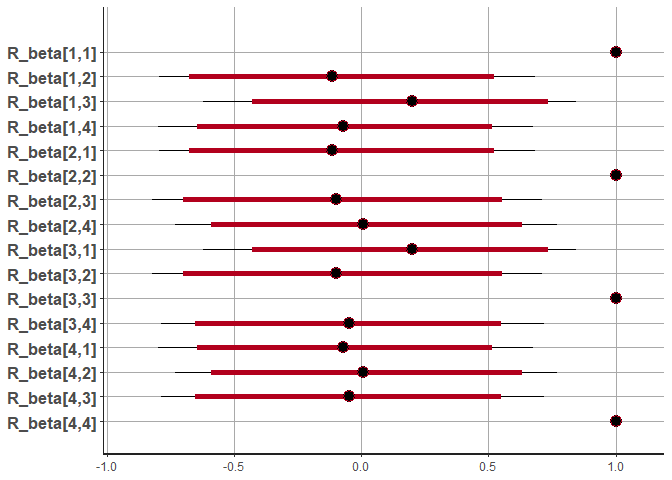 R_beta[1,1]
R_beta[1,2]
R_beta[1,3]
R_beta[1,4]
R_beta[2,1]
R_beta[2,2]
R_beta[2,3]
R_beta[2,4]
R_beta[3,1]
R_beta[3,2]
R_beta[3,3]
R_beta[3,4]
R_beta[4,1]
R_beta[4,2]
R_beta[4,3]
R_beta[4,4]
-1.0 -0.5 0.0 0.5 1.0